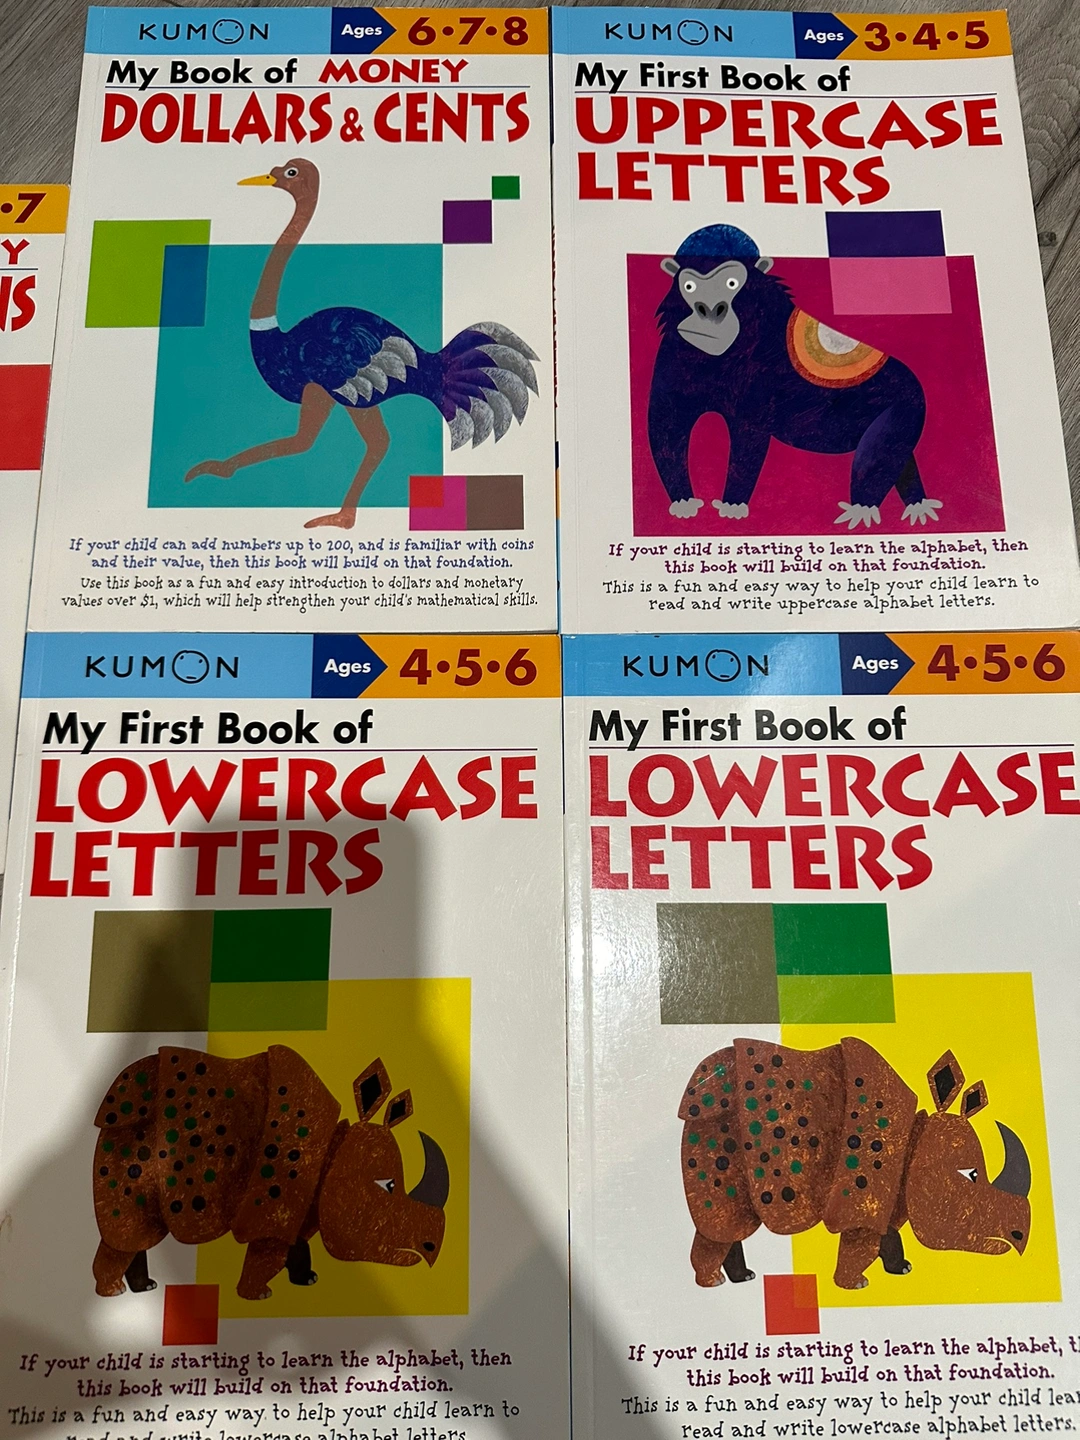 KUMON Ages 6•7•8
My Book of MONEY
DOLLARS & CENTS
If your child can add numbers up to 200, and is familiar with coins
and their value, then this book will build on that foundation.
Use this book as a fun and easy introduction to dollars and monetary
values over $1, which will help strengthen your child's mathematical skills.
KUMON Ages 3•4•5
My First Book of
UPPERCASE
LETTERS
If your child is starting to learn the alphabet, then
this book will build on that foundation.
This is a fun and easy way to help your child learn to
read and write uppercase alphabet letters.
•7
Y
NS
KUMON Ages 4•5•6
My First Book of
LOWERCASE
LETTERS
If your child is starting to learn the alphabet, then
this book will build on that foundation.
This is a fun and easy way to help your child learn to
read and write lowercase alphabet letters
KUMON Ages 4•5•6
My First Book of
LOWERCASE
LETTERS
If your child is starting to learn the alphabet, t
this book will build on that foundation.
This is a fun and easy way to help your child lear
read and write lowercase alphabet letters.